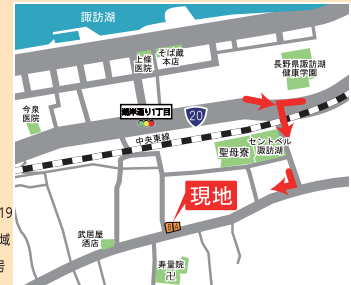 諏訪湖
上條
医院
そば蔵
本店
長野県諏訪湖
健康学園
今泉
医院
湖岸通り1丁目
20
中央東線
聖母寮
セントベル
諏訪湖
現地
19
域
号
武居屋
酒店
寿量院
卍